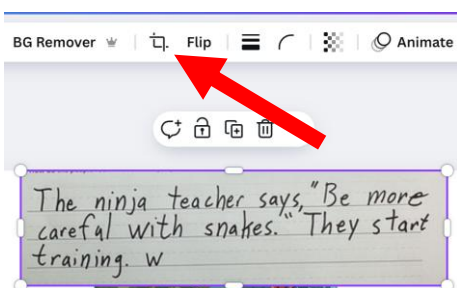 BG Remover Flip Animate
The ninja teacher says, "Be more
careful with snakes." They start
training. w